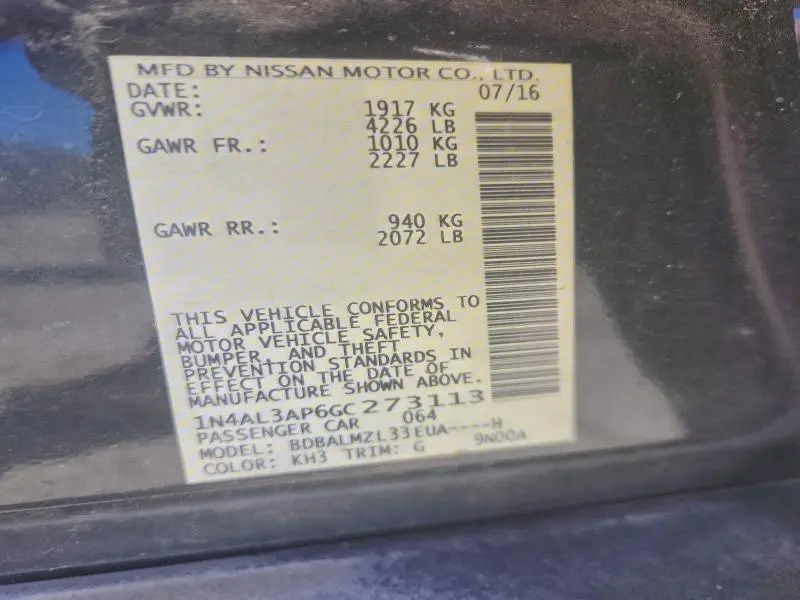 MFD BY NISSAN MOTOR CO., LTD.
DATE: 07/16
GVWR: 1917 KG
4226 LB
GAWR FR.: 1010 KG
2227 LB
GAWR RR.: 940 KG
2072 LB
THIS VEHICLE CONFORMS TO
ALL APPLICABLE FEDERAL
MOTOR VEHICLE SAFETY,
BUMPER, AND THEFT
PREVENTION STANDARDS IN
EFFECT ON THE DATE OF
MANUFACTURE SHOWN ABOVE.
1N4AL3AP6GC273113
PASSENGER CAR 064
MODEL: BDBALMZL33EUA----H
COLOR: KH3 TRIM: G 9N00A